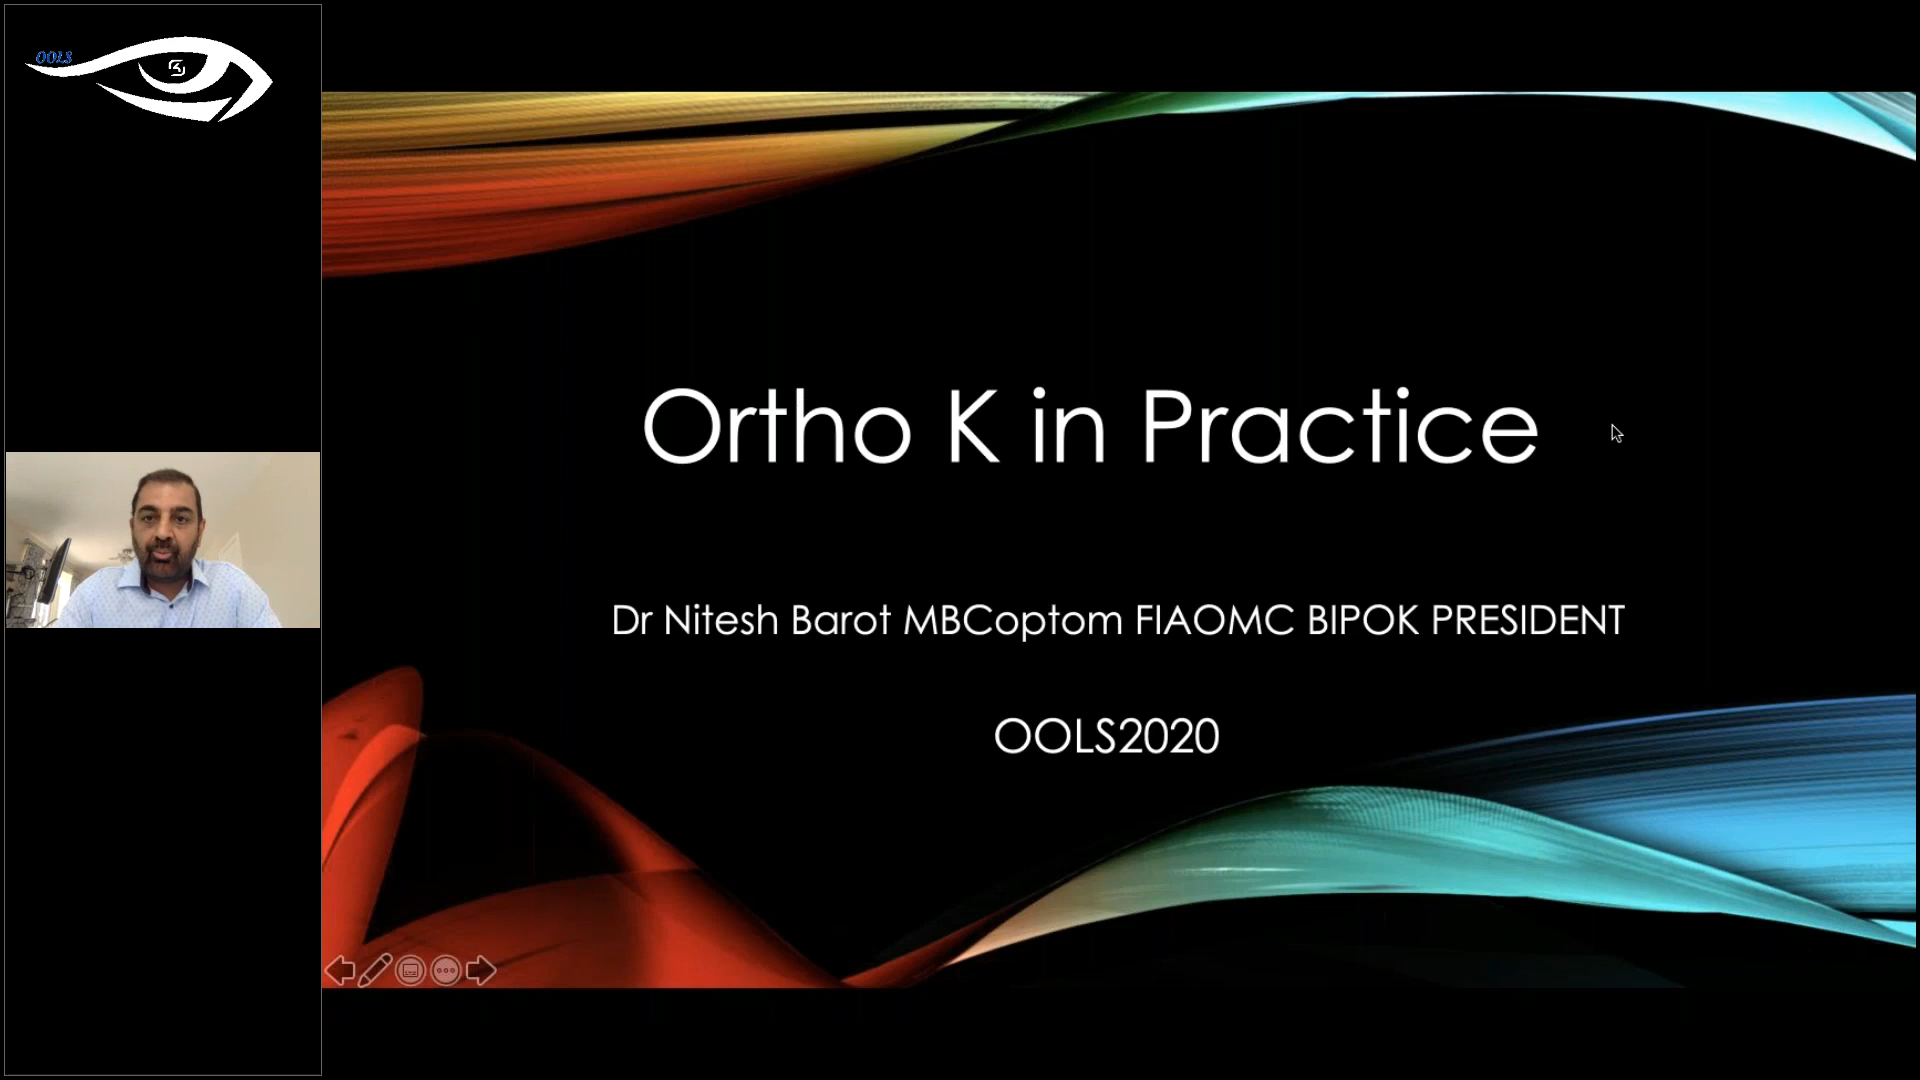 OOLS
Ortho K in Practice
Dr Nitesh Barot MBCoptom FIAOMC BIPOK PRESIDENT
OOLS2020